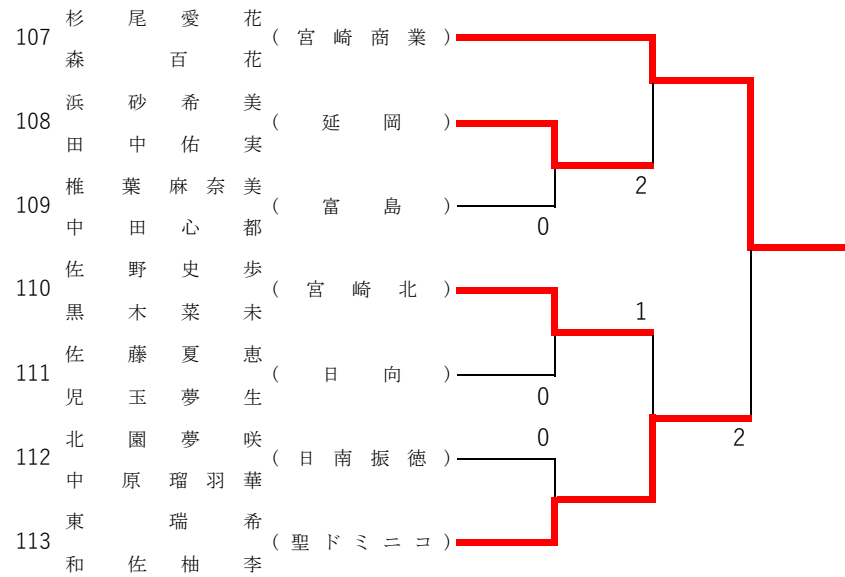 杉尾愛花
107 (宮崎商業)
森百花
浜砂希美
108 (延岡)
田中佑実
2
椎葉麻奈美
109 (富島)
0
中田心都
佐野史歩
110 (宮崎北)
1
黒木菜未
佐藤夏恵
111 (日向)
0
児玉夢生
北園夢咲
0
2
112 (日南振徳)
中原瑠羽華
東瑞希
113 (聖ドミニコ)
和佐柚李